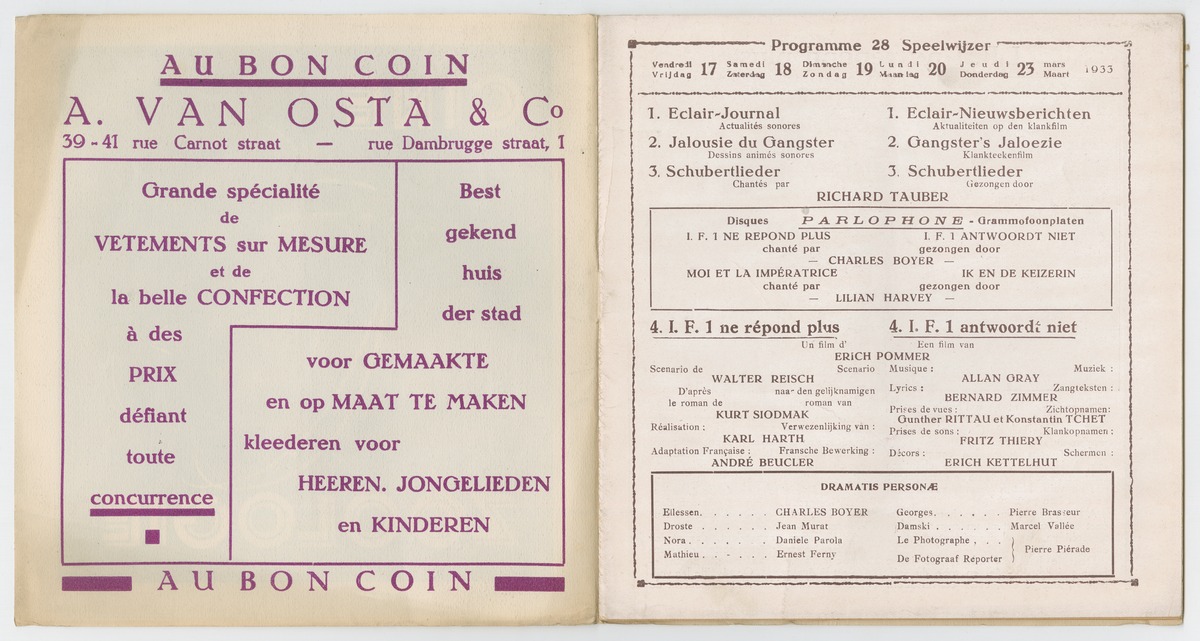 AU BON COIN
A. VAN OSTA & Co
39-41 rue Carnot straat — rue Dambrugge straat, 1
Grande spécialité
de
VETEMENTS sur MESURE
et de
la belle CONFECTION
à des
PRIX
défiant
toute
concurrence
Best
gekend
huis
der stad
voor GEMAAKTE
en op MAAT TE MAKEN
kleederen voor
HEEREN. JONGELIEDEN
en KINDEREN
AU BON COIN
Programme 28 Speelwijzer
Vendredi 17 Samedi 18 Dimanche 19 Lundi 20 Jeudi 23 mars 1933
Vrijdag Zaterdag Zondag Maandag Donderdag Maart
1. Eclair-Journal
Actualités sonores
2. Jalousie du Gangster
Dessins animés sonores
3. Schubertlieder
Chantés par
1. Eclair-Nieuwsberichten
Aktualiteiten op den klankfilm
2. Gangster's Jaloezie
Klankteekenfilm
3. Schubertlieder
Gezongen door
RICHARD TAUBER
Disques PARLOPHONE - Grammofoonplaten
I. F. 1 NE REPOND PLUS I. F. 1 ANTWOORDT NIET
chanté par gezongen door
— CHARLES BOYER —
MOI ET LA IMPÉRATRICE IK EN DE KEIZERIN
chanté par gezongen door
— LILIAN HARVEY —
4. I. F. 1 ne répond plus 4. I. F. 1 antwoordt niet
Un film d' Een film van
ERICH POMMER
Scenario de Scenario
WALTER REISCH
D'après naar den gelijknamigen
le roman de roman van
KURT SIODMAK
Réalisation : Verwezenlijking van :
KARL HARTH
Adaptation Française : Fransche Bewerking :
ANDRÉ BEUCLER
Musique : Muziek :
ALLAN GRAY
Lyrics : Zangteksten :
BERNARD ZIMMER
Prises de vues : Zichtopnamen:
Gunther RITTAU et Konstantin TCHET
Prises de sons : Klankopnamen :
FRITZ THIERY
Décors : Schermen :
ERICH KETTELHUT
DRAMATIS PERSONÆ
Ellessen. . . . . . CHARLES BOYER
Droste . . . . . . Jean Murat
Nora. . . . . . . Daniele Parola
Mathieu. . - . . . Ernest Ferny
Georges. . . . . . Pierre Brasseur
Damski . . . . . . Marcel Vallée
Le Photographe . . .
De Fotograaf Reporter } Pierre Piérade